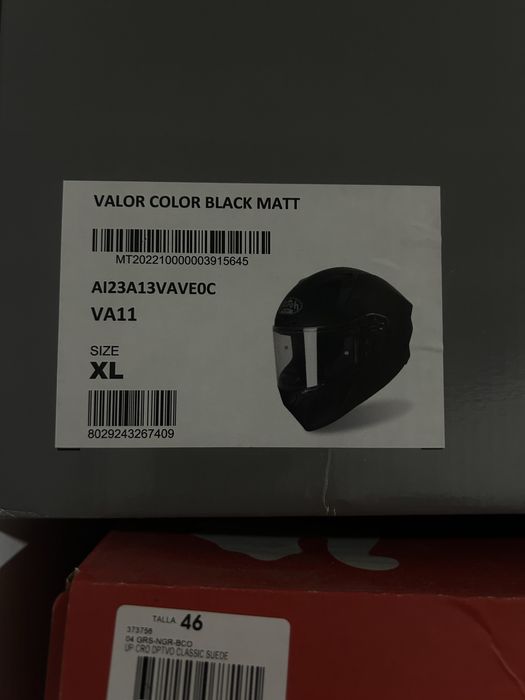 VALOR COLOR BLACK MATT
MT202210000003915645
AI23A13VAVE0C
VA11
SIZE
XL
8029243267409
TALLA 46
373756
04 GRS-NGR-BCO
UP CRO DPTVO CLASSIC SUEDE